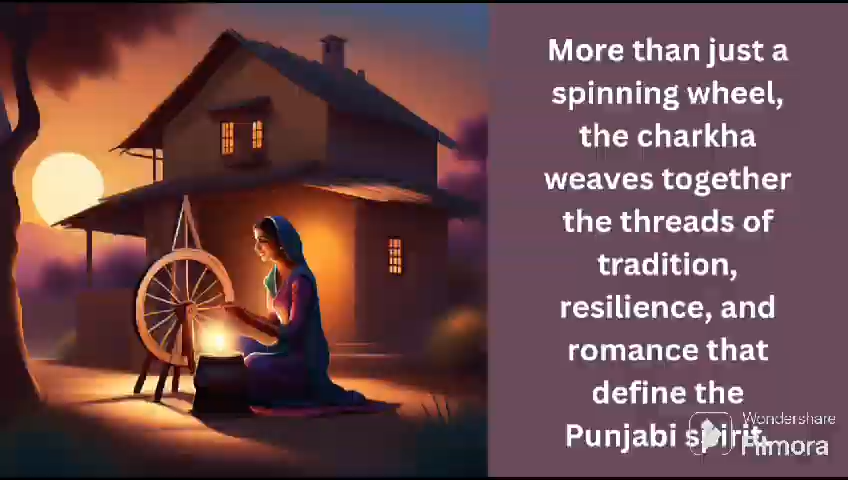 More than just a
spinning wheel,
the charkha
weaves together
the threads of
tradition,
resilience, and
romance that
define the
Punjabi spirit.
Wondershare
Filmora